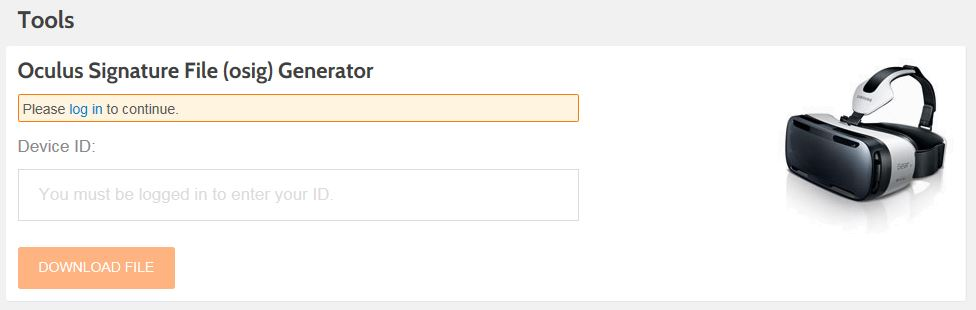 Tools
Oculus Signature File (osig) Generator
Please log in to continue.
Device ID:
You must be logged in to enter your ID.
DOWNLOAD FILE
SAMSUNG